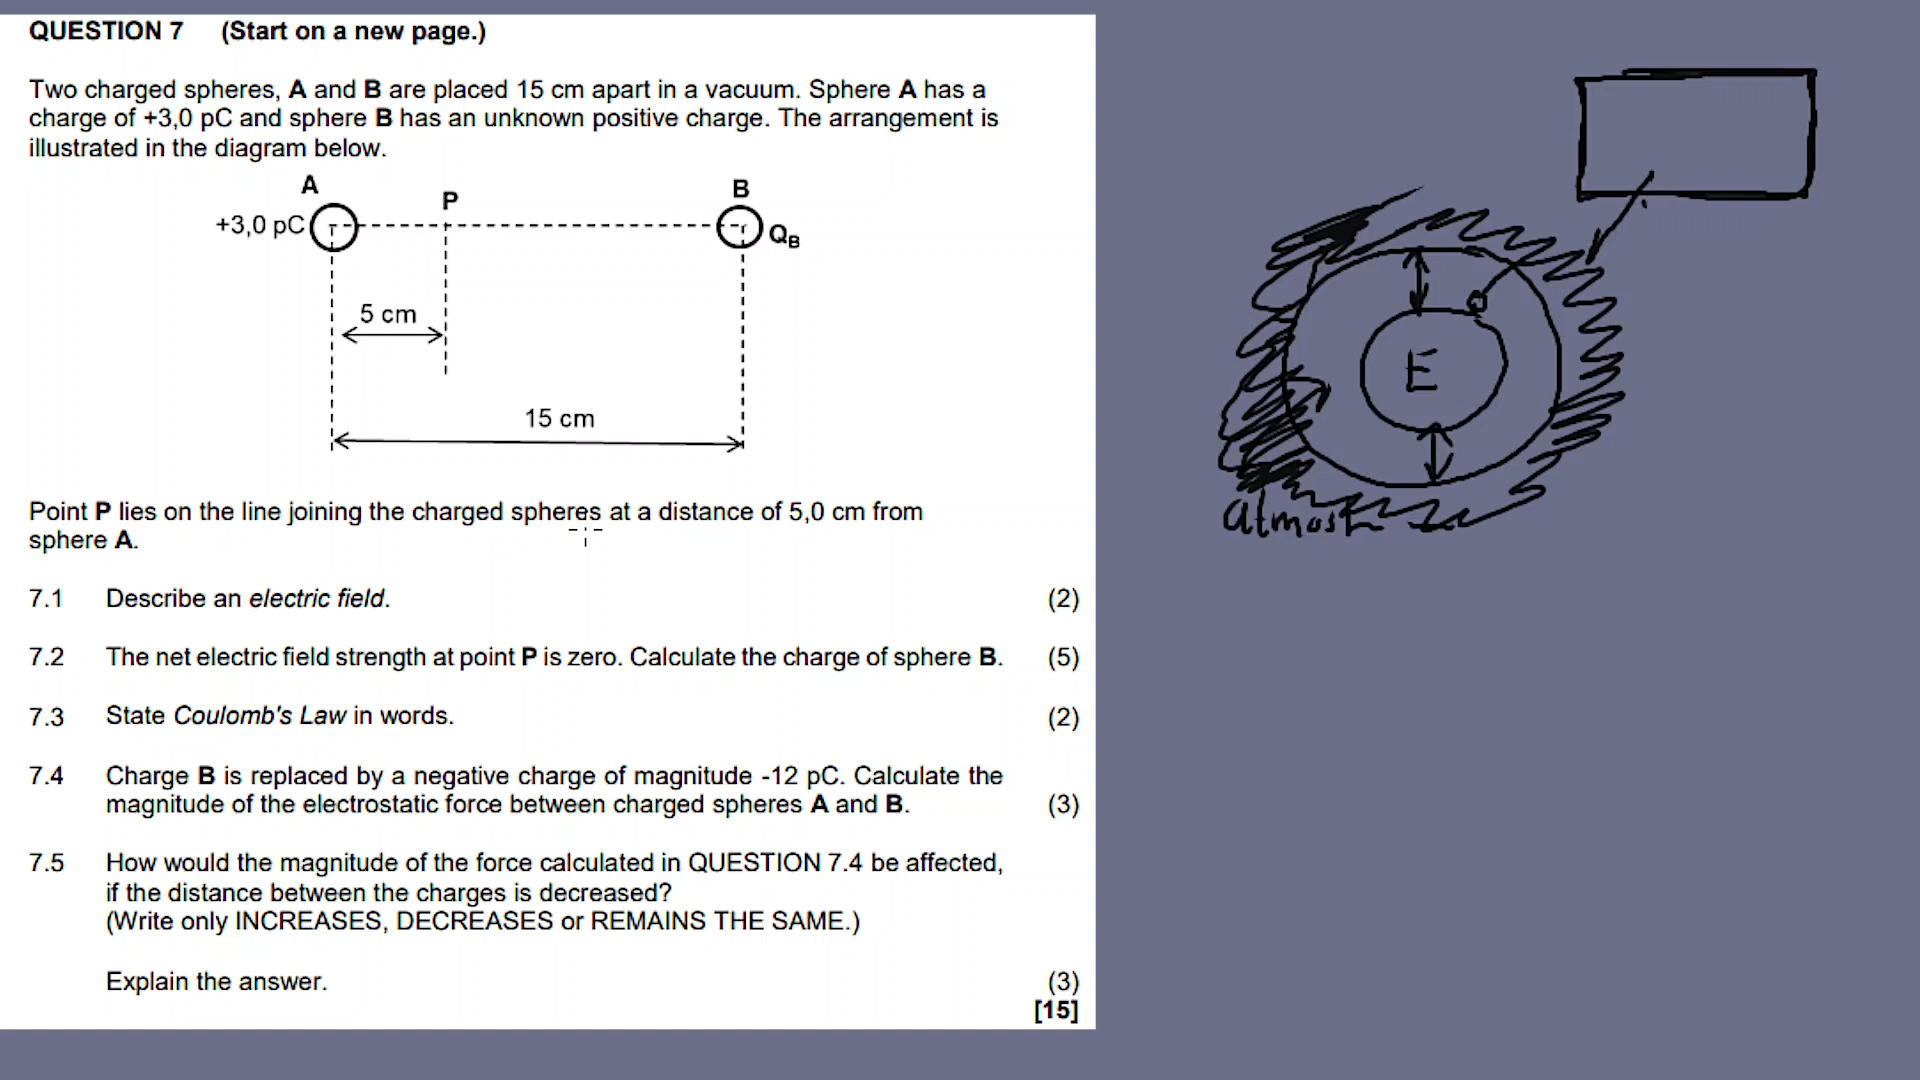 QUESTION 7 (Start on a new page.)
Two charged spheres, A and B are placed 15 cm apart in a vacuum. Sphere A has a
charge of +3,0 pC and sphere B has an unknown positive charge. The arrangement is
illustrated in the diagram below.
A
P
B
+3,0 pC
QB
5 cm
15 cm
Point P lies on the line joining the charged spheres at a distance of 5,0 cm from
sphere A.
7.1 Describe an electric field. (2)
7.2 The net electric field strength at point P is zero. Calculate the charge of sphere B. (5)
7.3 State Coulomb's Law in words. (2)
7.4 Charge B is replaced by a negative charge of magnitude -12 pC. Calculate the
magnitude of the electrostatic force between charged spheres A and B. (3)
7.5 How would the magnitude of the force calculated in QUESTION 7.4 be affected,
if the distance between the charges is decreased?
(Write only INCREASES, DECREASES or REMAINS THE SAME.)
Explain the answer. (3)
[15]
E